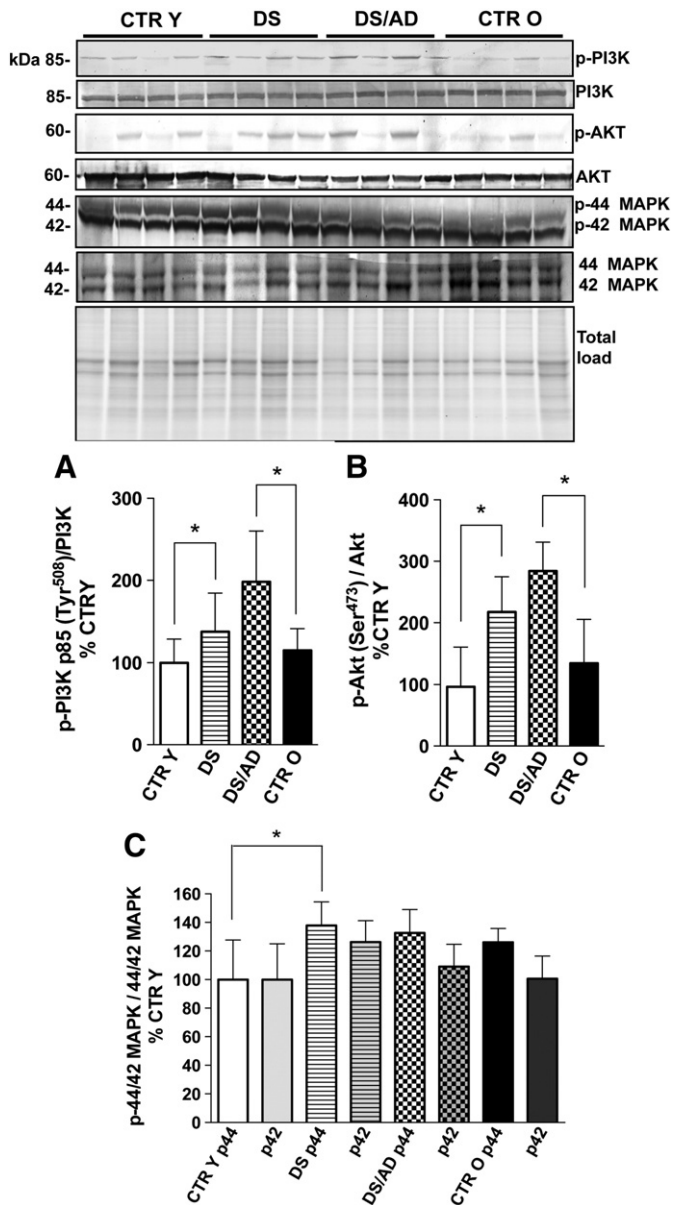 CTR Y DS DS/AD CTR O
kDa 85- p-PI3K
85- PI3K
60- p-AKT
60- AKT
44- p-44 MAPK
42- p-42 MAPK
44- 44 MAPK
42- 42 MAPK
Total
load
A
p-PI3K p85 (Tyr508)/PI3K
% CTRY
300
200
100
0
*
*
CTR Y
DS
DS/AD
CTR O
B
p-Akt (Ser473) / Akt
%CTR Y
400
300
200
100
0
*
*
CTR Y
DS
DS/AD
CTR O
C
p-44/42 MAPK / 44/42 MAPK
% CTR Y
160
140
120
100
80
60
40
20
0
*
CTR Y p44
p42
DS p44
p42
DS/AD p44
p42
CTR O p44
p42